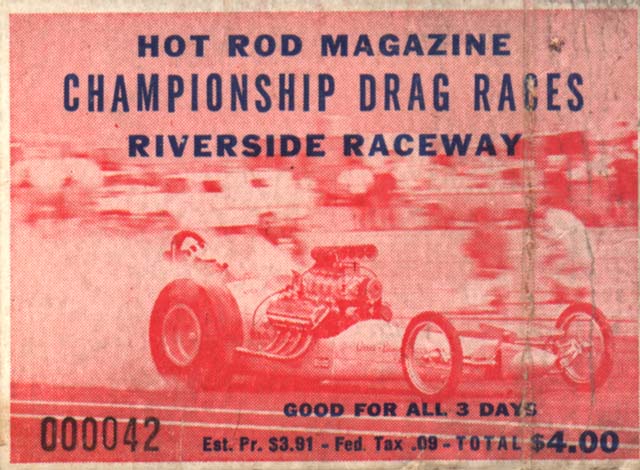 HOT ROD MAGAZINE
CHAMPIONSHIP DRAG RACES
RIVERSIDE RACEWAY
GOOD FOR ALL 3 DAYS
000042 Est. Pr. $3.91 - Fed. Tax .09 - TOTAL $4.00